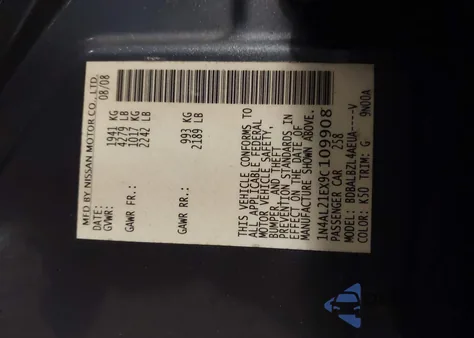 MFD BY NISSAN MOTOR CO., LTD.
DATE: 08/08
GVWR: 1941 KG
4279 LB
GAWR FR.: 1017 KG
2242 LB
GAWR RR.: 993 KG
2189 LB
THIS VEHICLE CONFORMS TO
ALL APPLICABLE FEDERAL
MOTOR VEHICLE SAFETY,
BUMPER, AND THEFT
PREVENTION STANDARDS IN
EFFECT ON THE DATE OF
MANUFACTURE SHOWN ABOVE.
1N4AL21EX9C109908
PASSENGER CAR 258
MODEL: BDBALBZL4AEUA----V
COLOR: KSD TRIM: G 9N00A